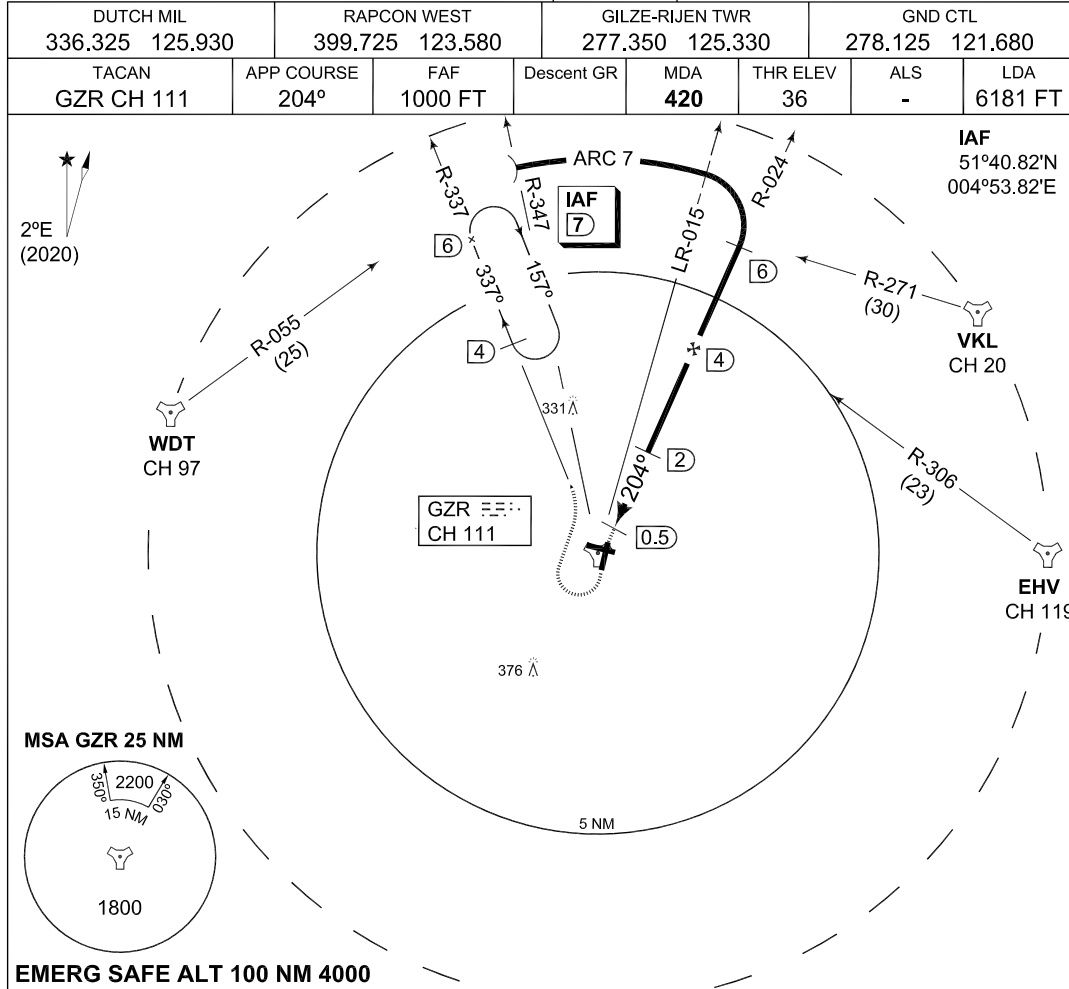 DUTCH MIL
336.325 125.930
RAPCON WEST
399.725 123.580
GILZE-RIJEN TWR
277.350 125.330
GND CTL
278.125 121.680
TACAN
GZR CH 111
APP COURSE
204º
FAF
1000 FT
Descent GR
MDA
420
THR ELEV
36
ALS
-
LDA
6181 FT
IAF
51º40.82'N
004º53.82'E
2ºE
(2020)
ARC 7
R-337
R-347
IAF
7
LR-015
R-024
6
6
337º
157º
R-055
(25)
R-271
(30)
VKL
CH 20
4
4
331
WDT
CH 97
2
204º
R-306
(23)
GZR
CH 111
0.5
EHV
CH 119
376
MSA GZR 25 NM
350º
2200
030º
15 NM
1800
5 NM
EMERG SAFE ALT 100 NM 4000